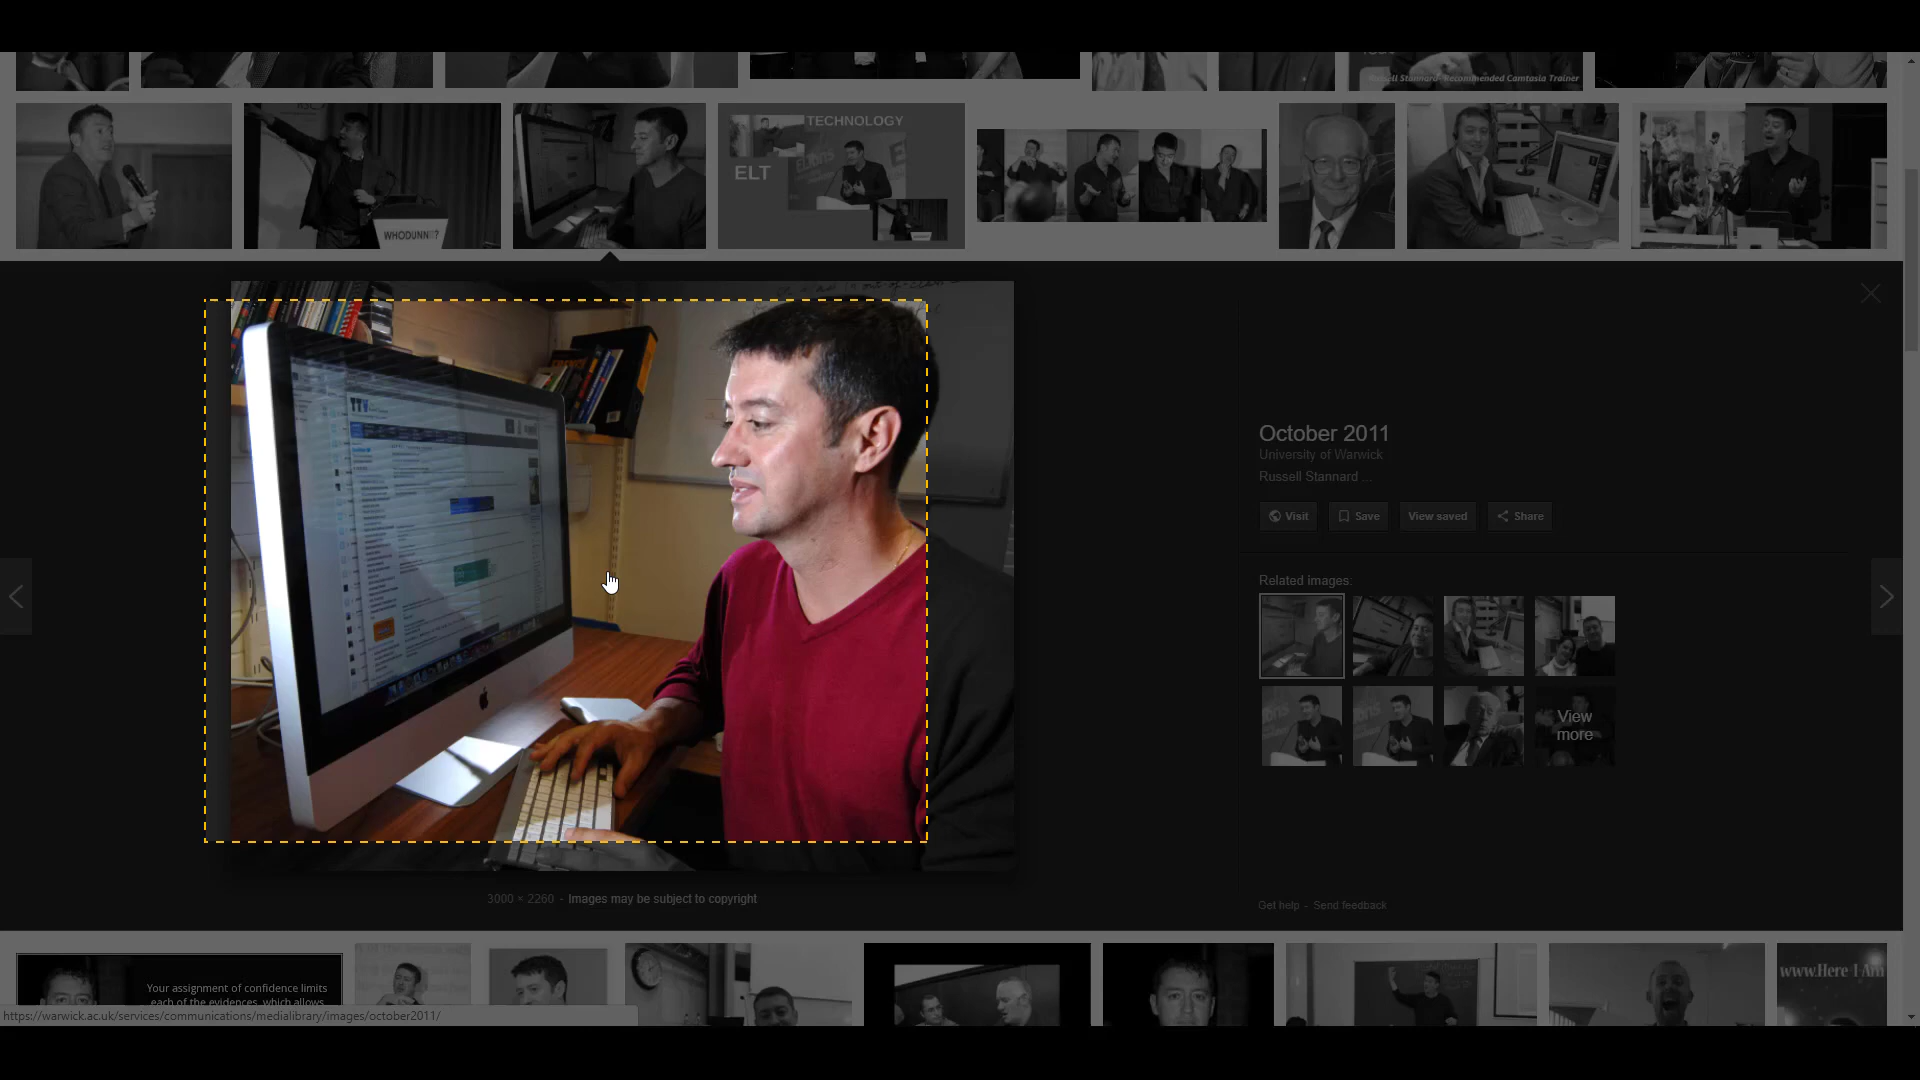 Russell Stannard- Recommended Camtasia Trainer
TECHNOLOGY
ELT
WHODUNN
?
October 2011
University of Warwick
Russell Stannard ...
Visit
Save
View saved
Share
Related images:
View
more
3000 × 2260 - Images may be subject to copyright
Get help - Send feedback
Your assignment of confidence limits
each of the evidences, which allows
www.Here-I-Am
https://warwick.ac.uk/services/communications/medialibrary/images/october2011/